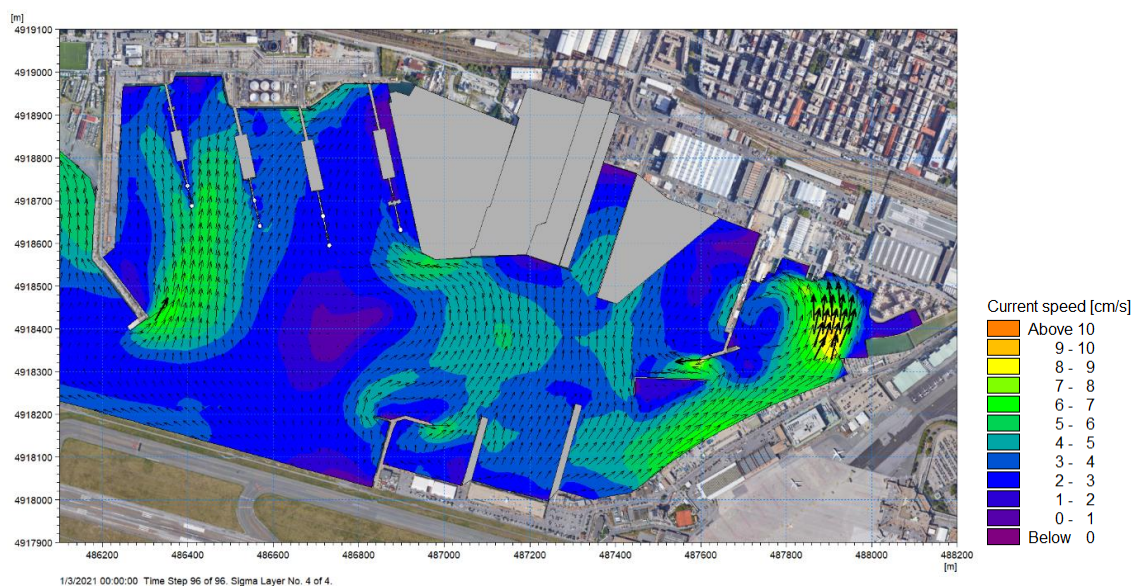 [m]
4919100
4919000
4918900
4918800
4918700
4918600
4918500
4918400
4918300
4918200
4918100
4918000
4917900
486200 486400 486600 486800 487000 487200 487400 487600 487800 488000 488200
[m]
Current speed [cm/s]
Above 10
9 - 10
8 - 9
7 - 8
6 - 7
5 - 6
4 - 5
3 - 4
2 - 3
1 - 2
0 - 1
Below 0
1/3/2021 00:00:00 Time Step 96 of 96. Sigma Layer No. 4 of 4.